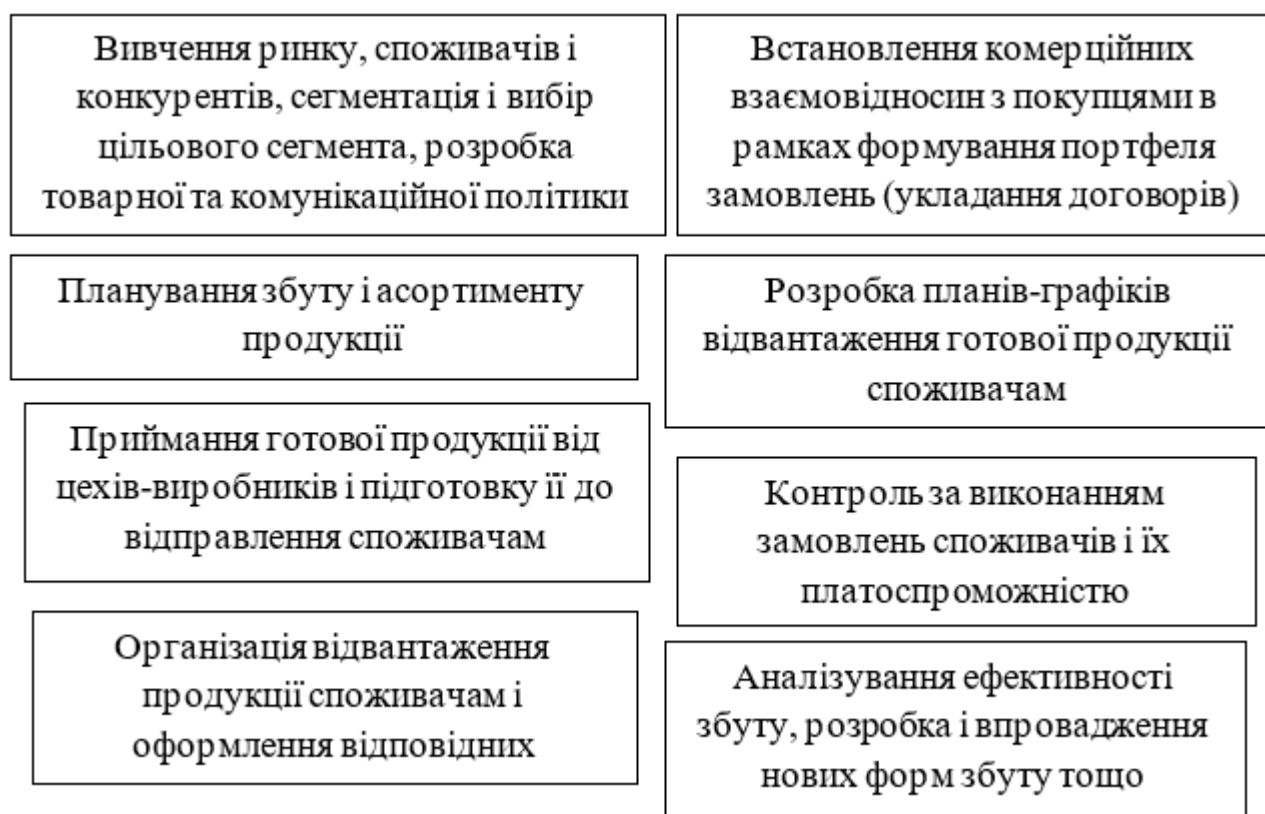 Вивчення ринку, споживачів і
конкурентів, сегментація і вибір
цільового сегмента, розробка
товарної та комунікаційної політики
Встановлення комерційних
взаємовідносин з покупцями в
рамках формування портфеля
замовлень (укладання договорів)
Планування збуту і асортименту
продукції
Розробка планів-графіків
відвантаження готової продукції
споживачам
Приймання готової продукції від
цехів-виробників і підготовку її до
відправлення споживачам
Контроль за виконанням
замовлень споживачів і їх
платоспроможністю
Організація відвантаження
продукції споживачам і
оформлення відповідних
Аналізування ефективності
збуту, розробка і впровадження
нових форм збуту тощо